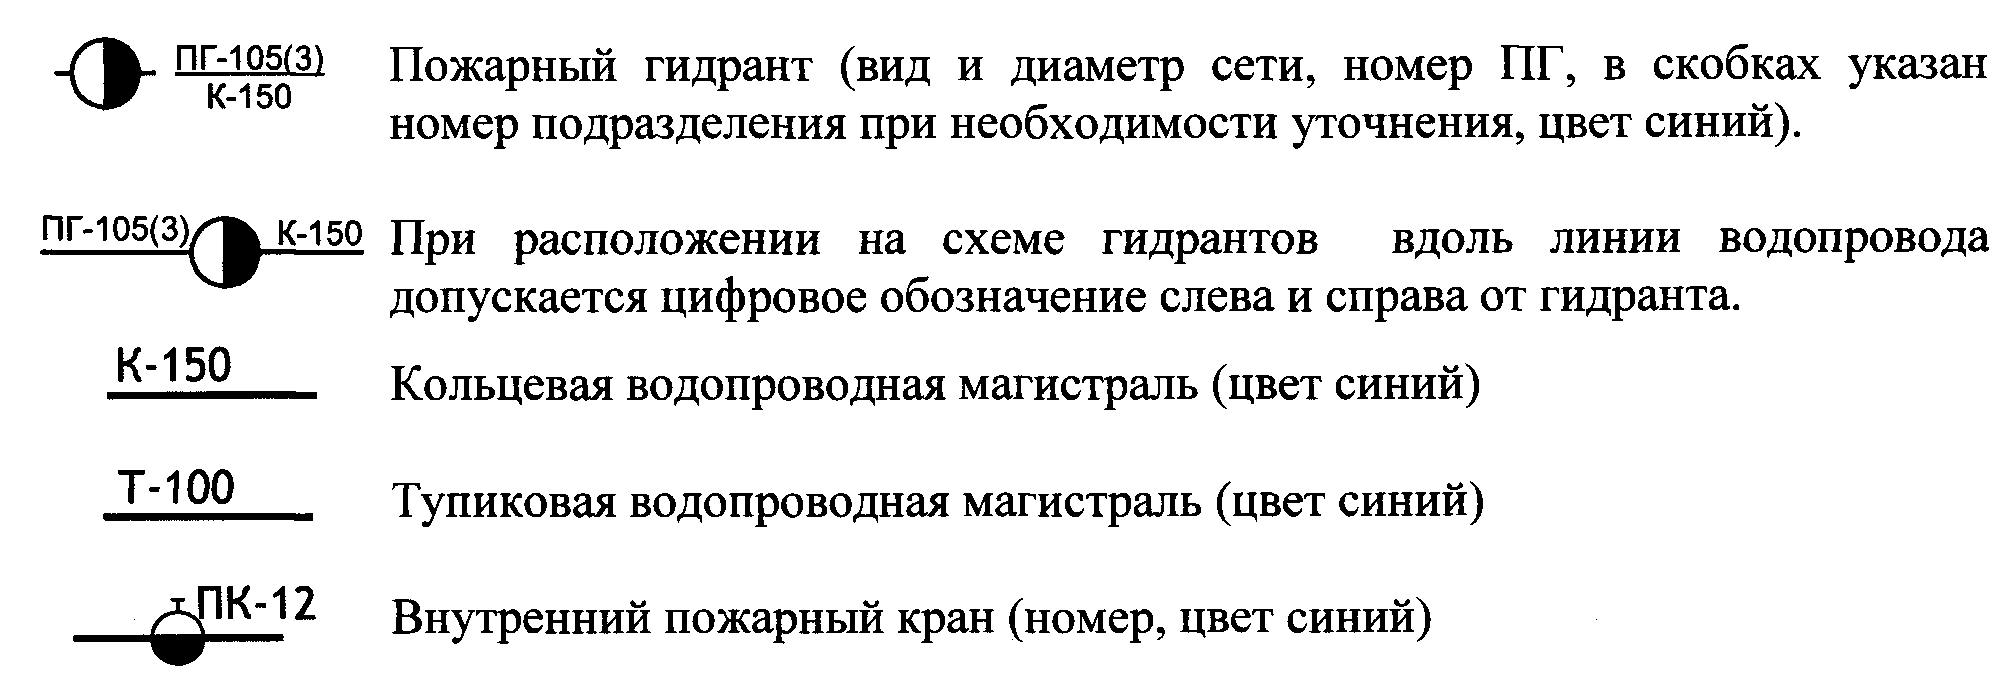 ПГ-105(3)
К-150
Пожарный гидрант (вид и диаметр сети, номер ПГ, в скобках указан
номер подразделения при необходимости уточнения, цвет синий).
ПГ-105(3) К-150 При расположении на схеме гидрантов вдоль линии водопровода
допускается цифровое обозначение слева и справа от гидранта.
К-150 Кольцевая водопроводная магистраль (цвет синий)
Т-100 Тупиковая водопроводная магистраль (цвет синий)
ПК-12 Внутренний пожарный кран (номер, цвет синий)